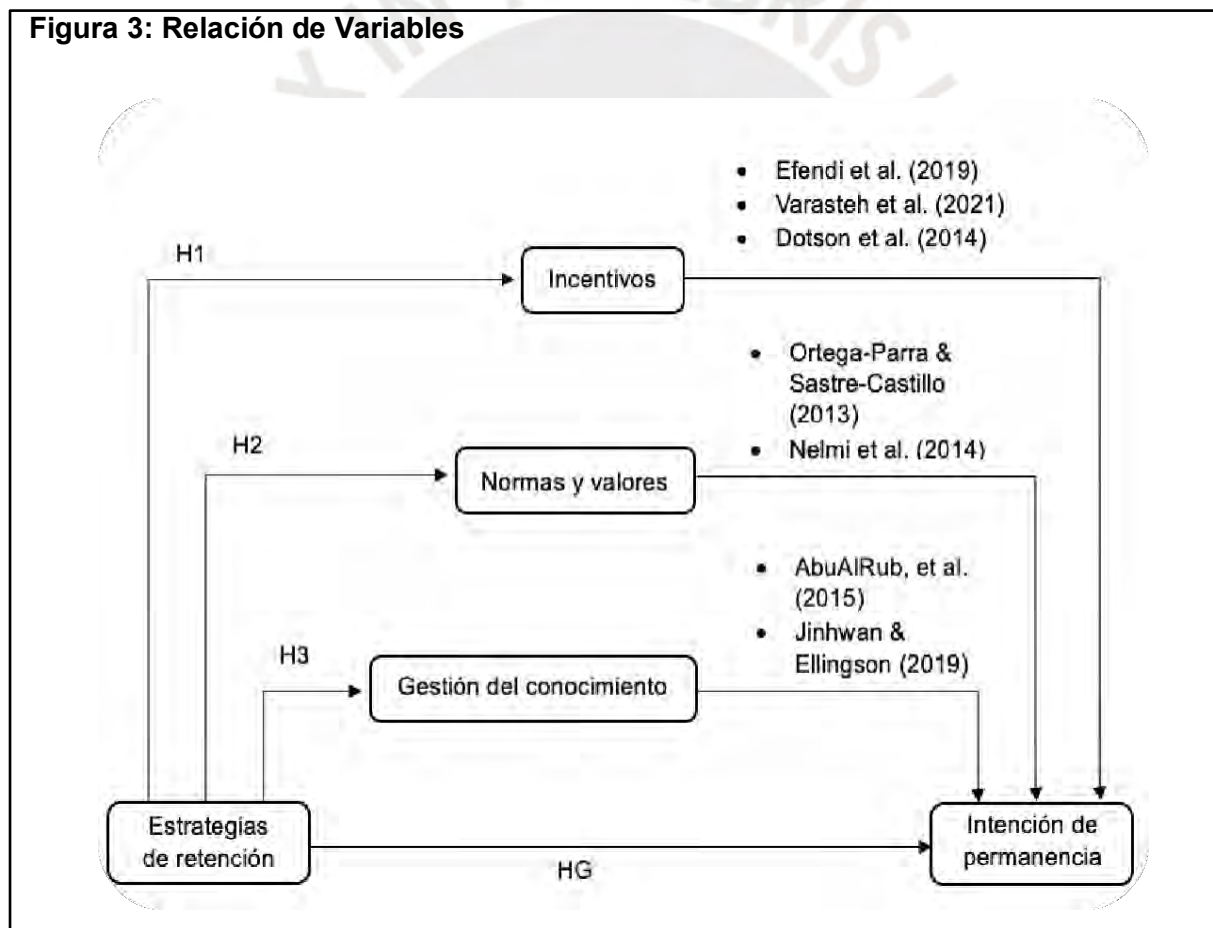 X IN T EBRIS L
Figura 3: Relación de Variables
• Efendi et al. (2019)
• Varasteh et al. (2021)
• Dotson et al. (2014)
H1
Incentivos
• Ortega-Parra &
Sastre-Castillo
(2013)
• Nelmi et al. (2014)
H2
Normas y valores
• AbuAlRub, et al.
(2015)
• Jinhwan &
Ellingson (2019)
H3
Gestión del conocimiento
Estrategias
de retención
Intención de
permanencia
HG